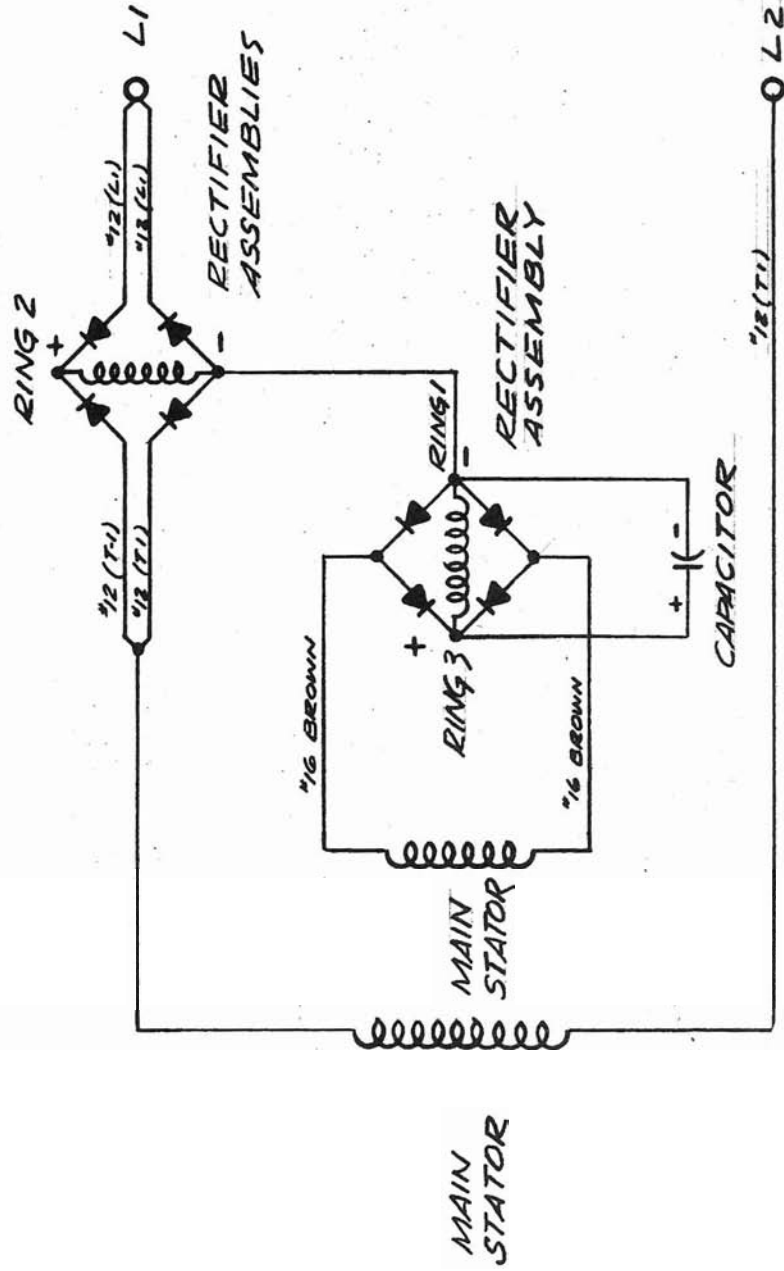 L1
#12(L1)
#12(L1)
RECTIFIER
ASSEMBLIES
RING 2
+
-
#12(T-1)
#12(T1)
RING 1
-
RECTIFIER
ASSEMBLY
+
RING 3
#16 BROWN
#16 BROWN
+
-
CAPACITOR
MAIN
STATOR
MAIN
STATOR
#12(T1)
L2